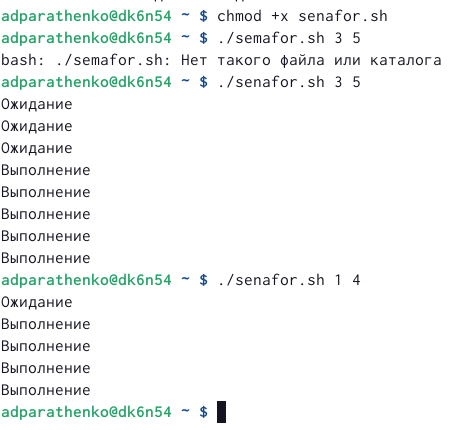 adparathenko@dk6n54 ~ $ chmod +x senafor.sh
adparathenko@dk6n54 ~ $ ./semafor.sh 3 5
bash: ./semafor.sh: Нет такого файла или каталога
adparathenko@dk6n54 ~ $ ./senafor.sh 3 5
Ожидание
Ожидание
Ожидание
Выполнение
Выполнение
Выполнение
Выполнение
Выполнение
adparathenko@dk6n54 ~ $ ./senafor.sh 1 4
Ожидание
Выполнение
Выполнение
Выполнение
Выполнение
adparathenko@dk6n54 ~ $